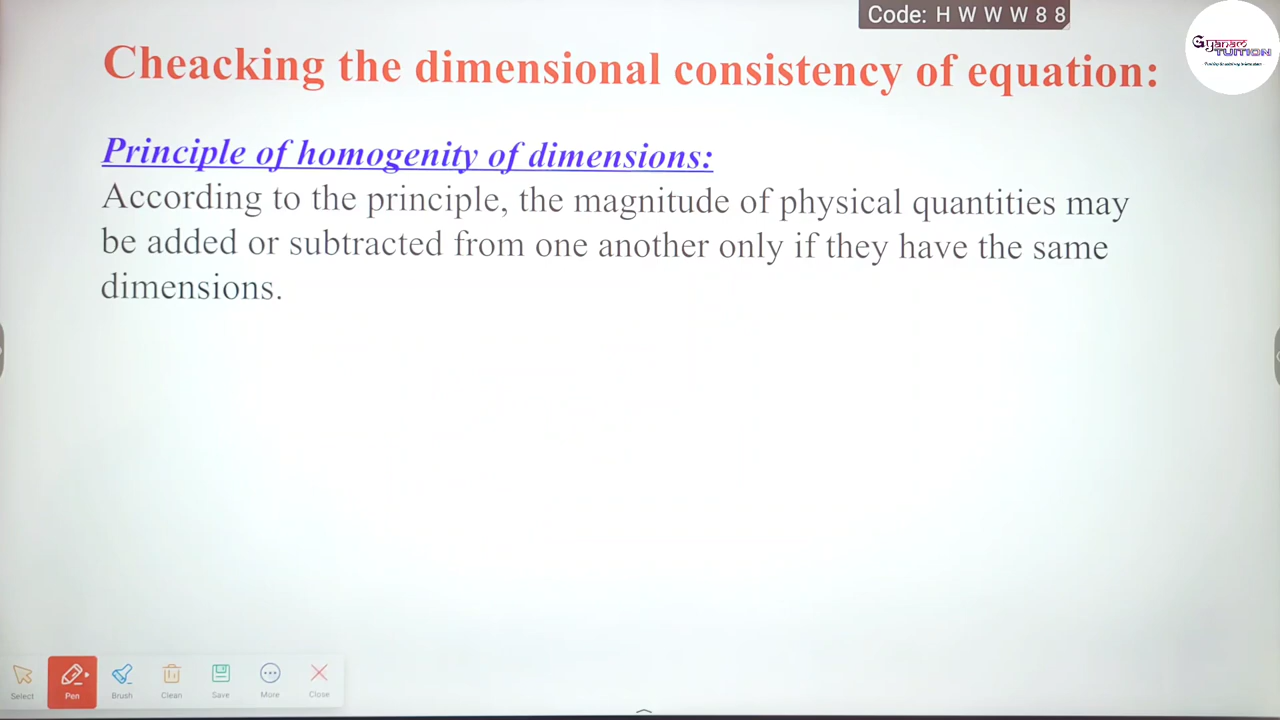 Code: H W W W 8 8
Gyanam
TUITION
Cheacking the dimensional consistency of equation:
Principle of homogenity of dimensions:
According to the principle, the magnitude of physical quantities may
be added or subtracted from one another only if they have the same
dimensions.
Select Pen Brush Clean Save More Close